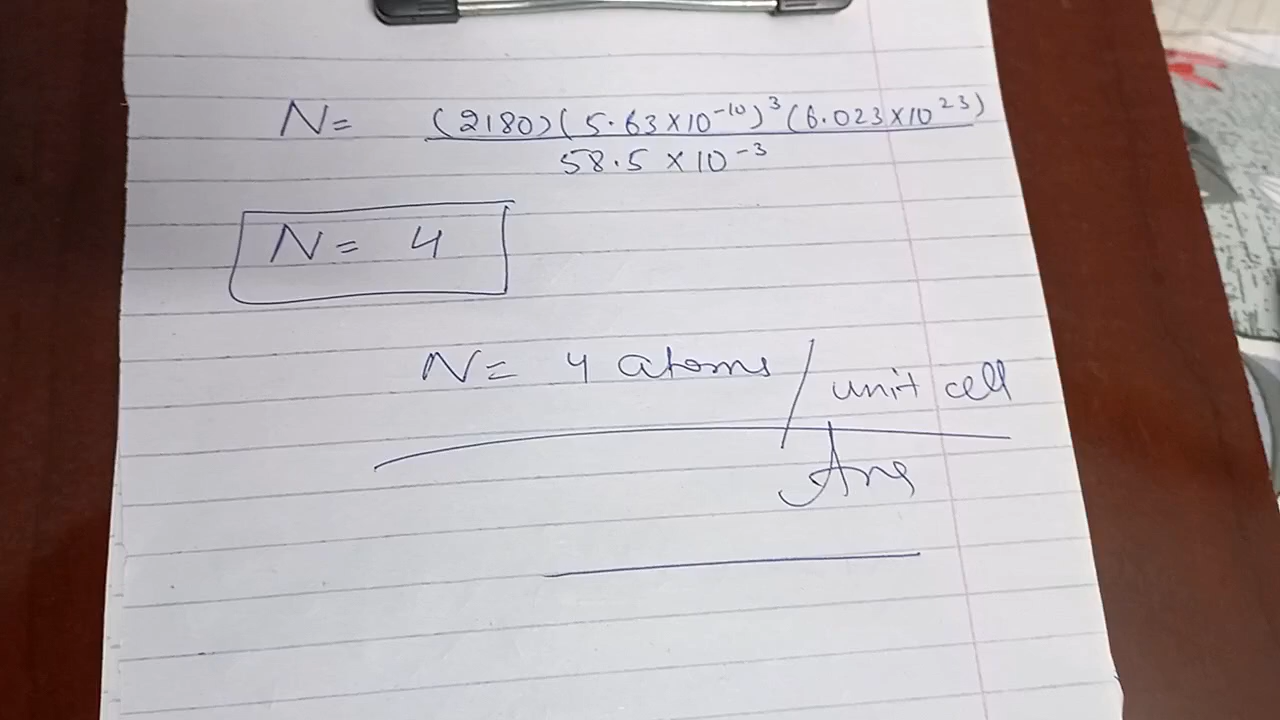 N= (2180)(5.63×10⁻¹⁰)³(6.023×10²³)
58.5×10⁻³
N= 4
N= 4 atoms / unit cell
Ans